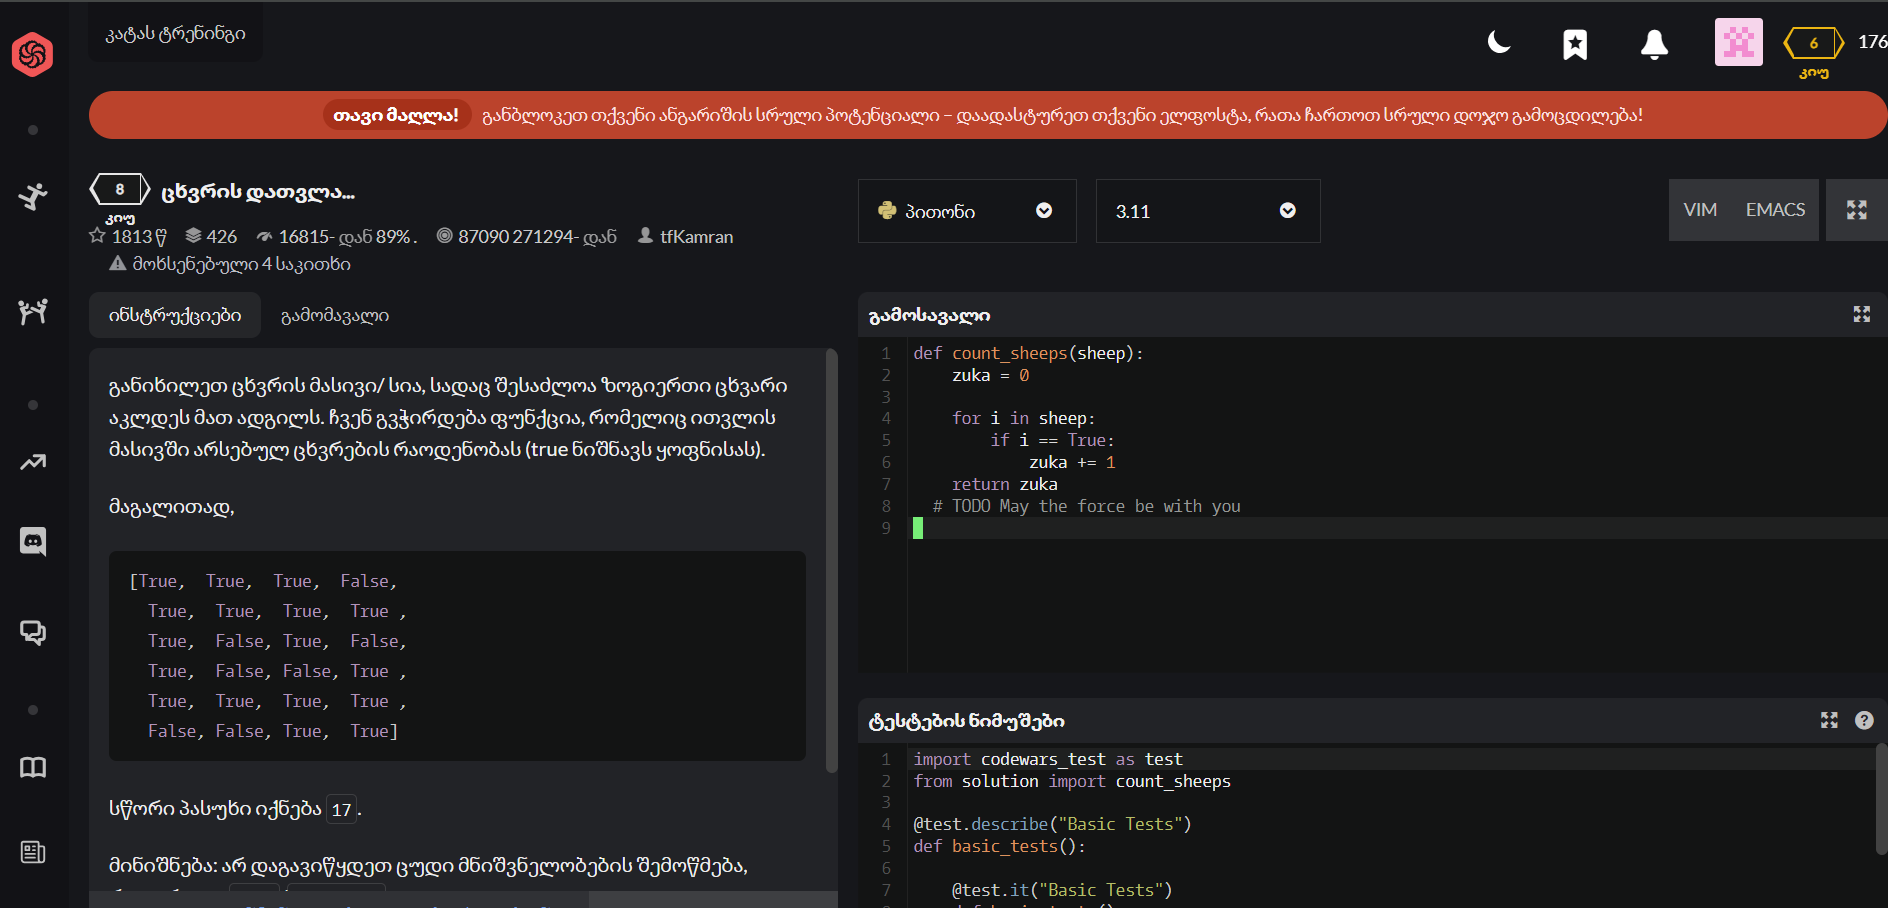 კატას ტრენინგი
6
კიუ
176
თავი მაღლა! განბლოკეთ თქვენი ანგარიშის სრული პოტენციალი – დაადასტურეთ თქვენი ელფოსტა, რათა ჩართოთ სრული დოჯო გამოცდილება!
8 ცხვრის დათვლა...
კიუ
1813 წ 426 16815- დან 89% . 87090 271294- დან tfKamran
მოხსენებული 4 საკითხი
პითონი
3.11
VIM EMACS
ინსტრუქციები გამომავალი
განიხილეთ ცხვრის მასივი/ სია, სადაც შესაძლოა ზოგიერთი ცხვარი
აკლდეს მათ ადგილს. ჩვენ გვჭირდება ფუნქცია, რომელიც ითვლის
მასივში არსებულ ცხვრების რაოდენობას (true ნიშნავს ყოფნისას).
მაგალითად,
[True,  True,  True,  False,
  True,  True,  True,  True ,
  True,  False, True,  False,
  True,  False, False, True ,
  True,  True,  True,  True ,
  False, False, True,  True]
სწორი პასუხი იქნება 17 .
მინიშნება: არ დაგავიწყდეთ ცუდი მნიშვნელობების შემოწმება,
გამოსავალი
1 def count_sheeps(sheep):
2     zuka = 0
3
4     for i in sheep:
5         if i == True:
6             zuka += 1
7     return zuka
8   # TODO May the force be with you
9
ტესტების ნიმუშები
1 import codewars_test as test
2 from solution import count_sheeps
3
4 @test.describe("Basic Tests")
5 def basic_tests():
6
7     @test.it("Basic Tests")